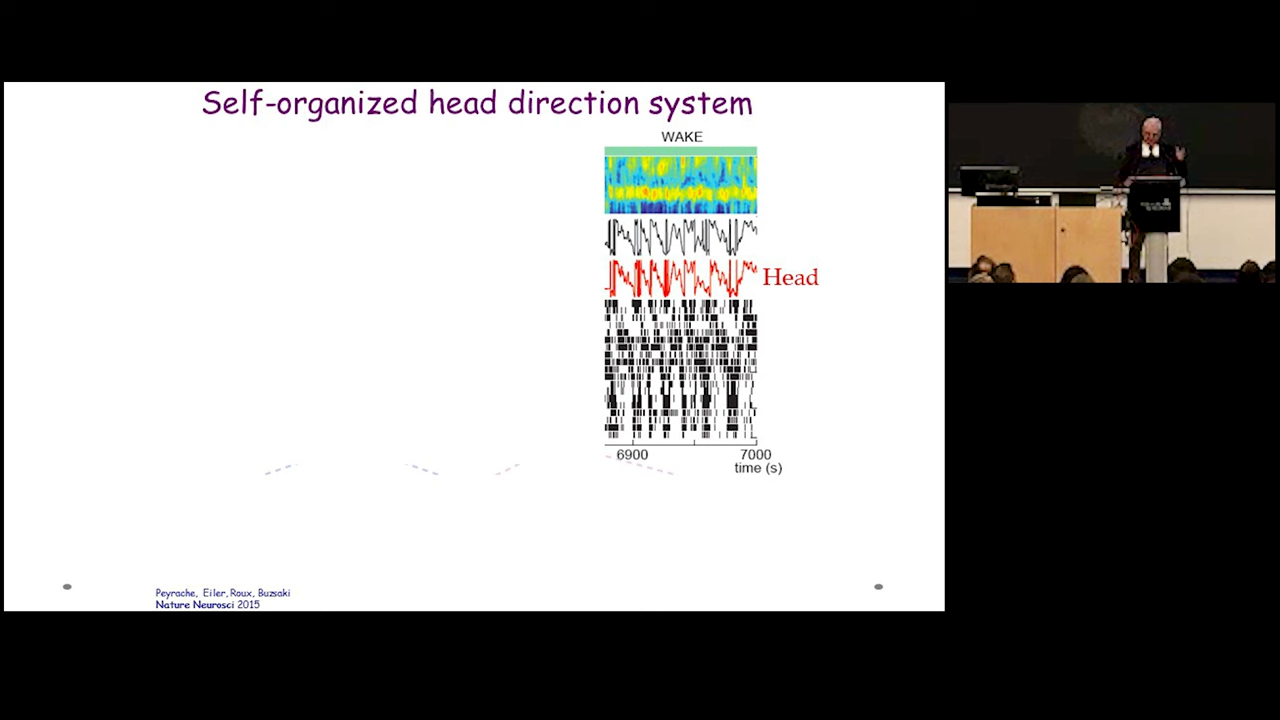 Self-organized head direction system
WAKE
Head
6900
7000
time (s)
Peyrache, Eiler, Roux, Buzsaki
Nature Neurosci 2015